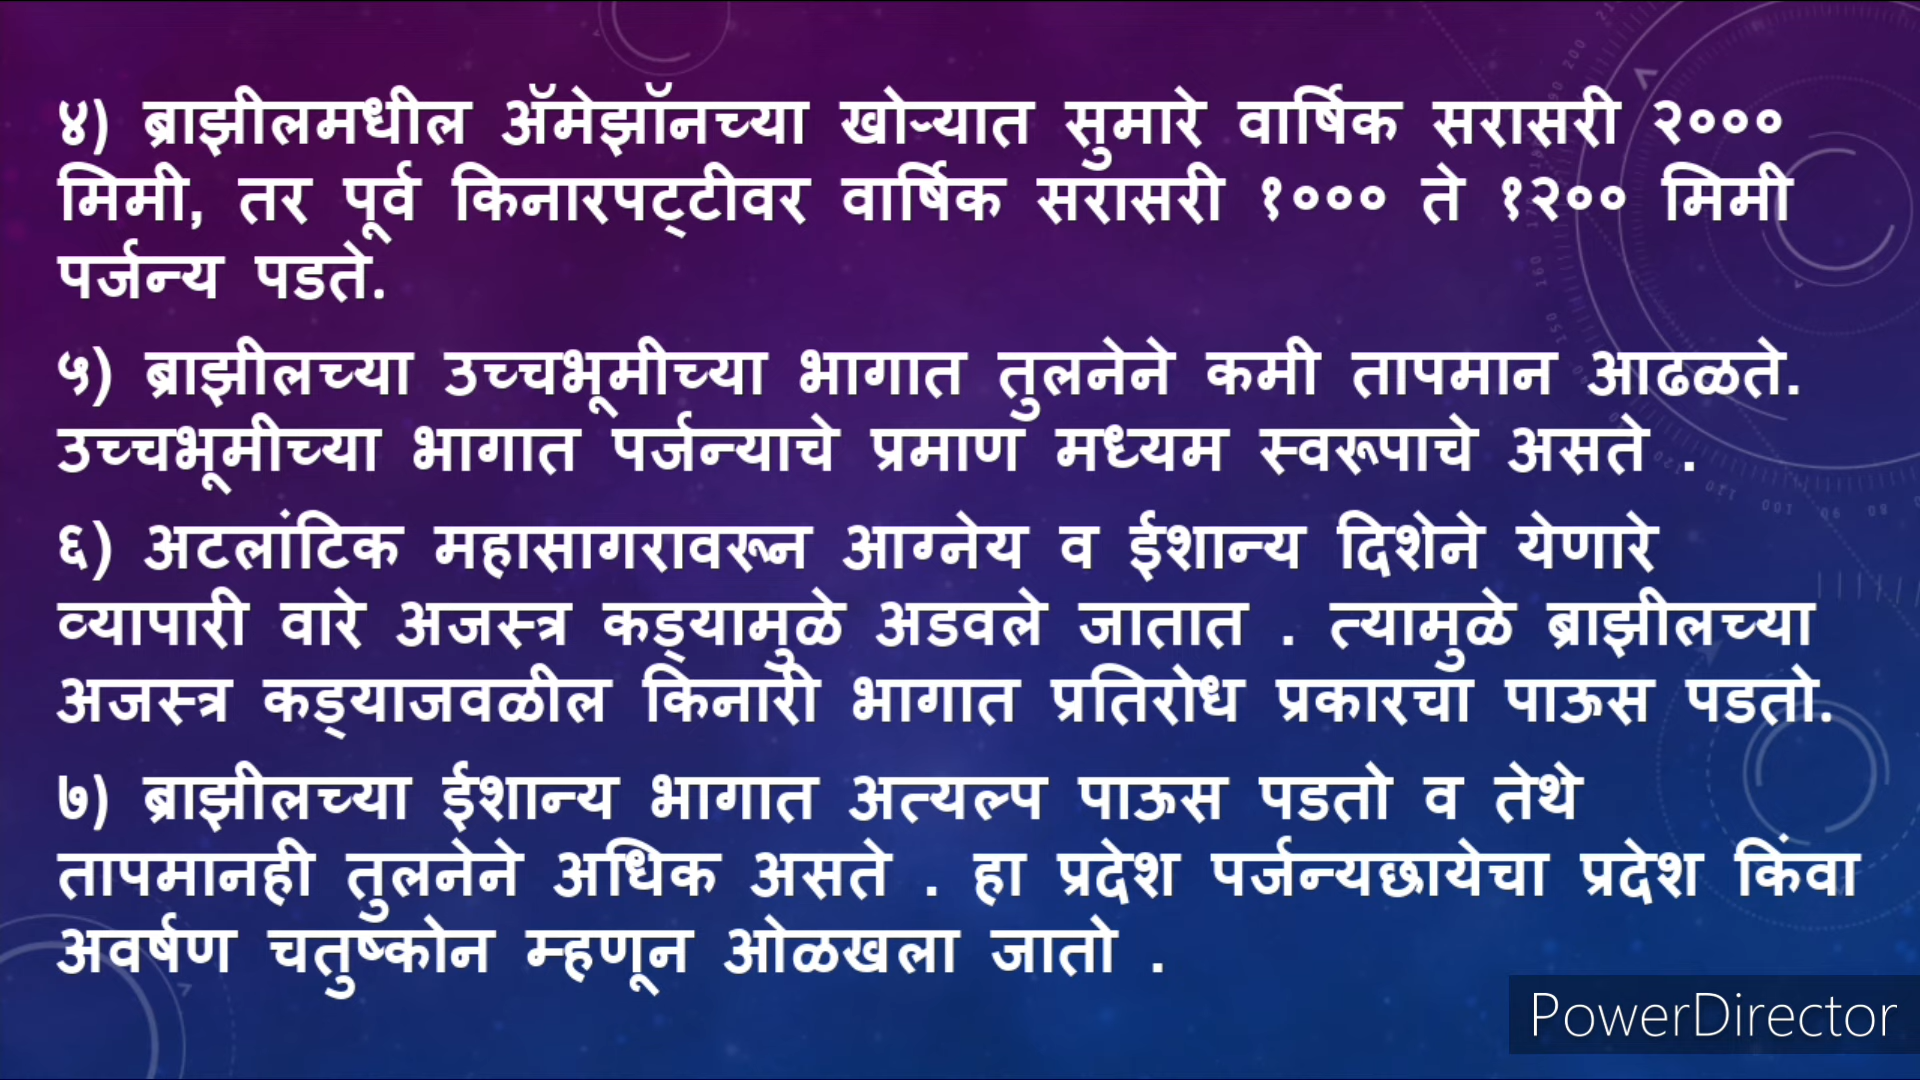 ४) ब्राझीलमधील ॲमेझॉनच्या खोऱ्यात सुमारे वार्षिक सरासरी २०००
मिमी, तर पूर्व किनारपट्टीवर वार्षिक सरासरी १००० ते १२०० मिमी
पर्जन्य पडते.
५) ब्राझीलच्या उच्चभूमीच्या भागात तुलनेने कमी तापमान आढळते.
उच्चभूमीच्या भागात पर्जन्याचे प्रमाण मध्यम स्वरूपाचे असते .
६) अटलांटिक महासागरावरून आग्नेय व ईशान्य दिशेने येणारे
व्यापारी वारे अजस्त्र कड्यामुळे अडवले जातात . त्यामुळे ब्राझीलच्या
अजस्त्र कड्याजवळील किनारी भागात प्रतिरोध प्रकारचा पाऊस पडतो.
७) ब्राझीलच्या ईशान्य भागात अत्यल्प पाऊस पडतो व तेथे
तापमानही तुलनेने अधिक असते . हा प्रदेश पर्जन्यछायेचा प्रदेश किंवा
अवर्षण चतुष्कोन म्हणून ओळखला जातो .
PowerDirector